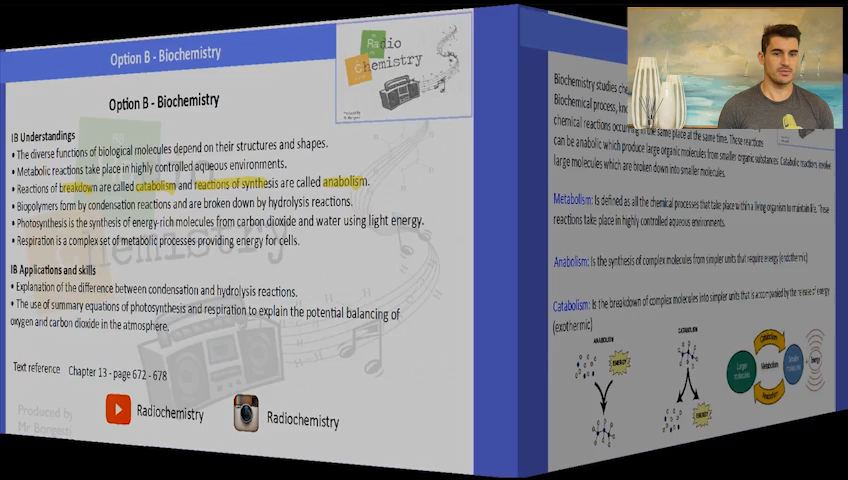 Option B - Biochemistry
Radio
Chemistry
Option B - Biochemistry
IB Understandings
• The diverse functions of biological molecules depend on their structures and shapes.
• Metabolic reactions take place in highly controlled aqueous environments.
• Reactions of breakdown are called catabolism and reactions of synthesis are called anabolism.
• Biopolymers form by condensation reactions and are broken down by hydrolysis reactions.
• Photosynthesis is the synthesis of energy-rich molecules from carbon dioxide and water using light energy.
• Respiration is a complex set of metabolic processes providing energy for cells.
IB Applications and skills
• Explanation of the difference between condensation and hydrolysis reactions.
• The use of summary equations of photosynthesis and respiration to explain the potential balancing of
oxygen and carbon dioxide in the atmosphere.
Text reference Chapter 13 - page 672 - 678
Radiochemistry
Radiochemistry
Produced by
Mr Bongesti
Biochemistry studies
Biochemical process,
chemical reactions occurring in the same place at the same time. These reactions
can be anabolic which produce large organic molecules from smaller organic substances. Catabolic reactions involve
large molecules which are broken down into smaller molecules.
Metabolism: Is defined as all the chemical processes that take place within a living organism to maintain life. These
reactions take place in highly controlled aqueous environments.
Anabolism: Is the synthesis of complex molecules from simpler units that require energy (endothermic)
Catabolism: Is the breakdown of complex molecules into simpler units that is accompanied by the release of energy
(exothermic)
ANABOLISM
ENERGY
CATABOLISM
ENERGY
Catabolism
Larger
molecules
Metabolism
Smaller
molecules
Energy
Anabolism